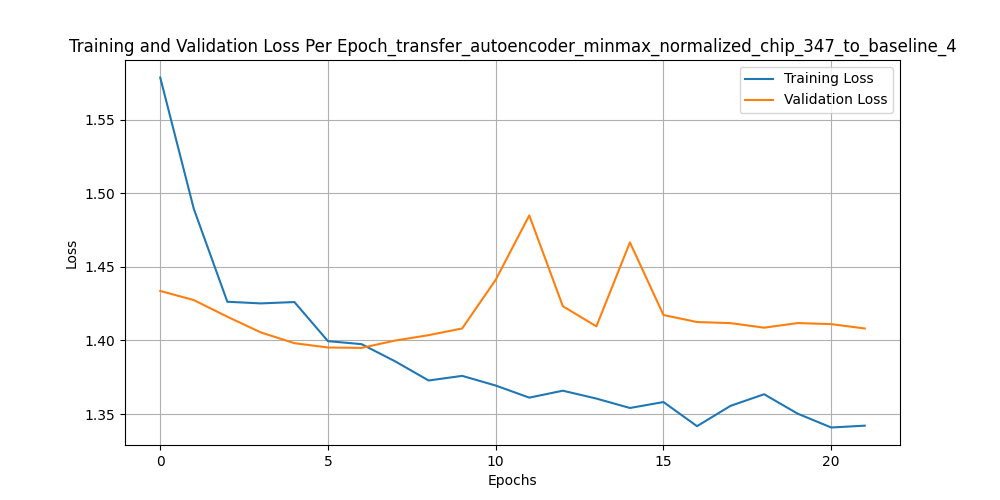 Training and Validation Loss Per Epoch_transfer_autoencoder_minmax_normalized_chip_347_to_baseline_4
Training Loss
Validation Loss
1.55
1.50
1.45
1.40
1.35
Loss
0
5
10
15
20
Epochs